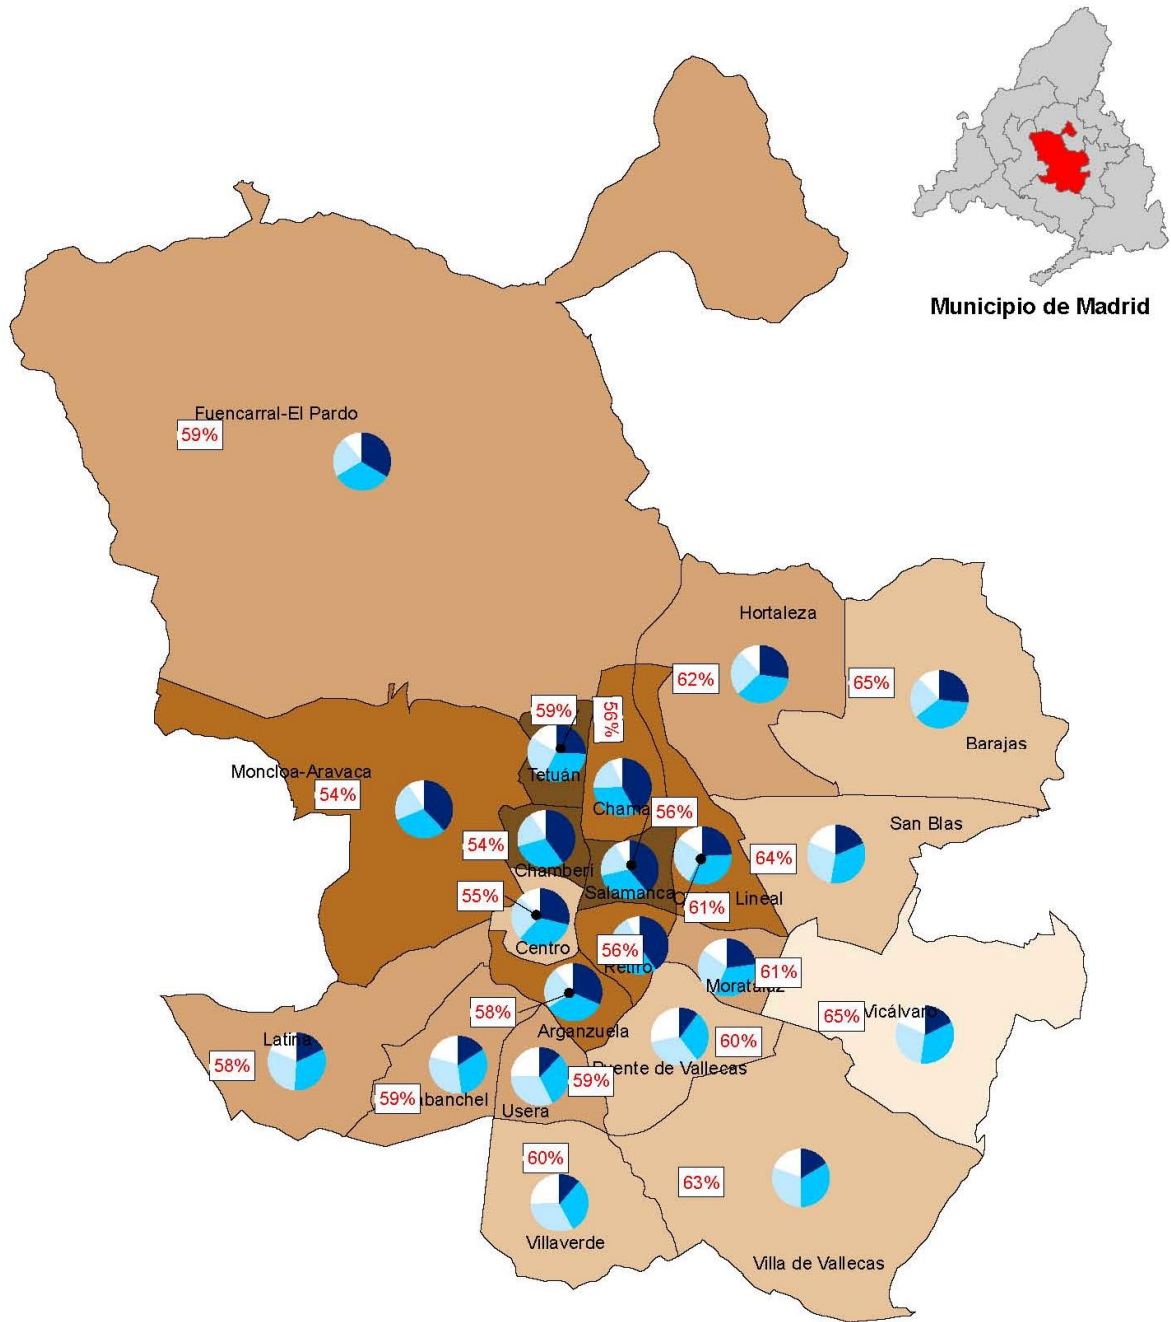 Municipio de Madrid
Fuencarral-El Pardo
59%
Hortaleza
62%
65%
Barajas
59%
56%
Tetuán
Moncloa-Aravaca
54%
Chama
56%
54%
Chamberí
San Blas
64%
Salamanca
Lineal
61%
55%
Centro
56%
Retiro
61%
Moratalaz
58%
Arganzuela
65%
Vicálvaro
Latina
58%
60%
Puente de Vallecas
59%
59%
abanchel
Usera
60%
Villaverde
63%
Villa de Vallecas